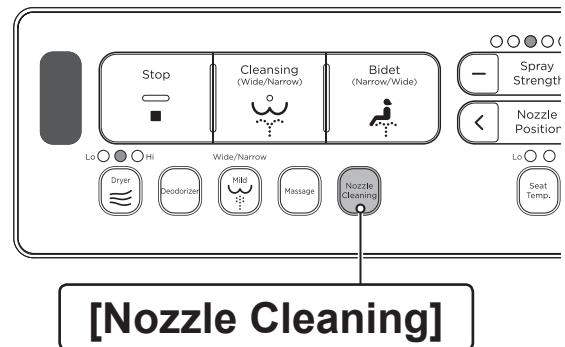 Stop
Cleansing
(Wide/Narrow)
Bidet
(Narrow/Wide)
Spray
Strength
Nozzle
Position
Lo
Hi
Wide/Narrow
Lo
Dryer
Deodorizer
Mild
Massage
Nozzle
Cleaning
Seat
Temp.
[Nozzle Cleaning]